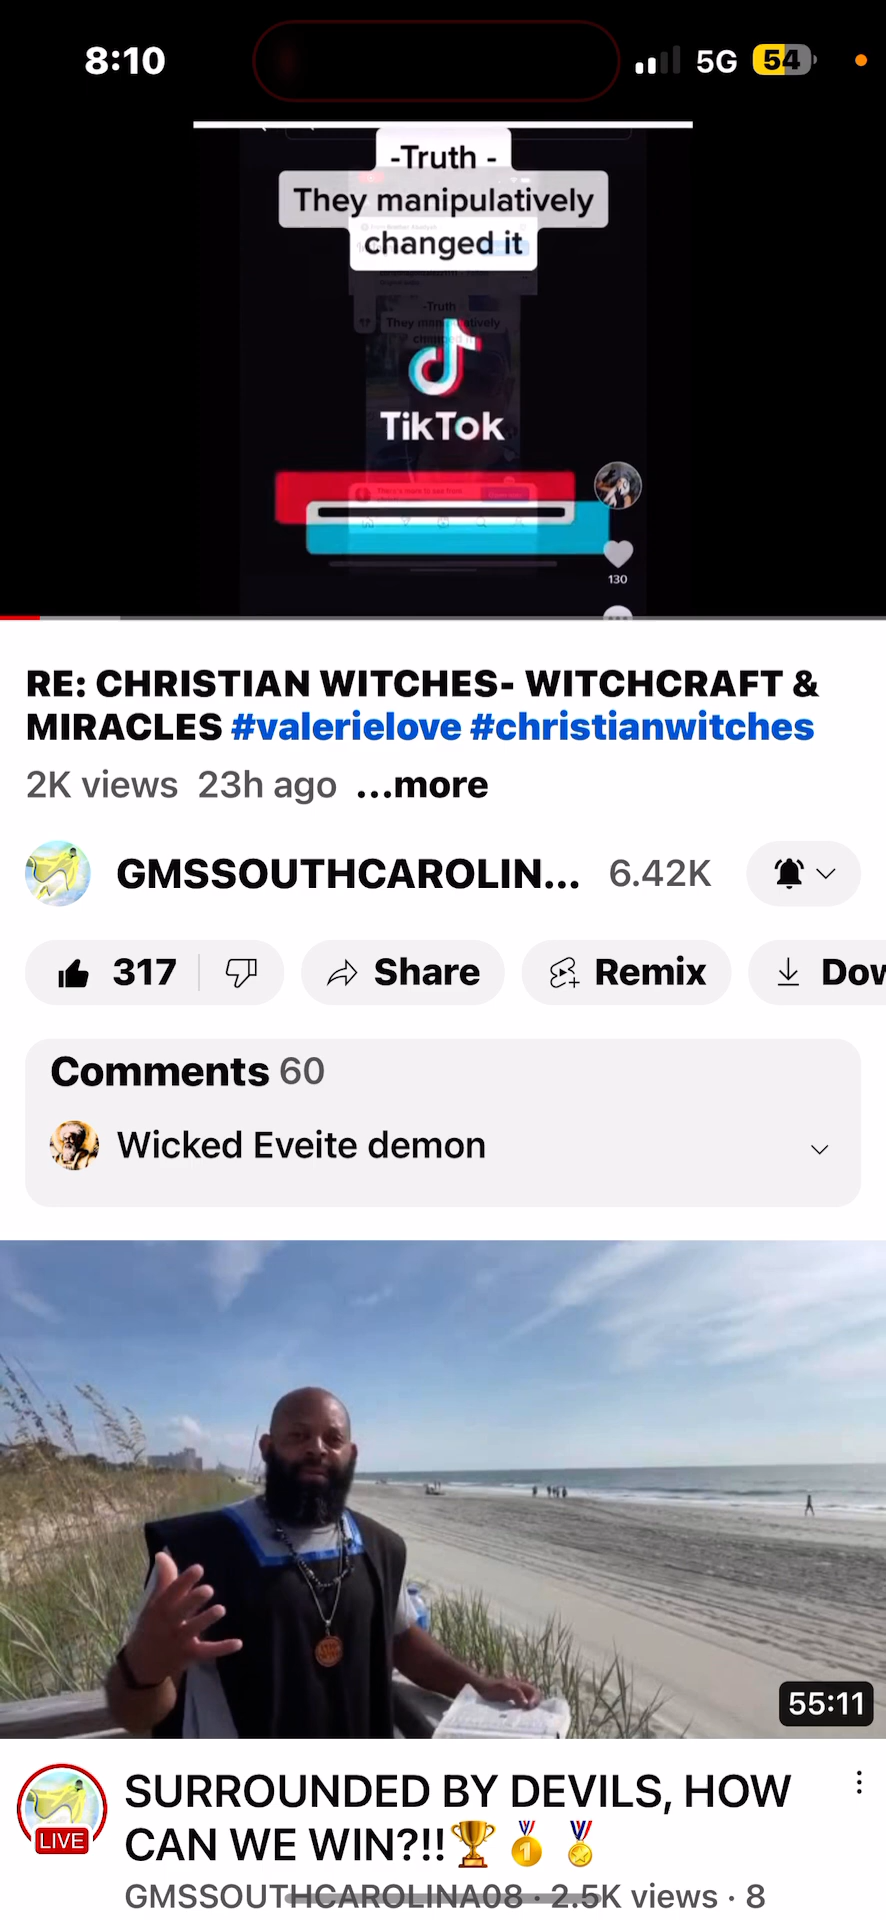 8:10
5G 54
-Truth -
They manipulatively
changed it
-Truth
TikTok
130
RE: CHRISTIAN WITCHES- WITCHCRAFT &
MIRACLES #valerielove #christianwitches
2K views 23h ago ...more
GMSSOUTHCAROLIN... 6.42K
317 Share Remix Dow
Comments 60
Wicked Eveite demon
55:11
SURROUNDED BY DEVILS, HOW
LIVE
CAN WE WIN?!!🏆🥇🏅
GMSSOUTHCAROLINA08 · 2.5K views · 8